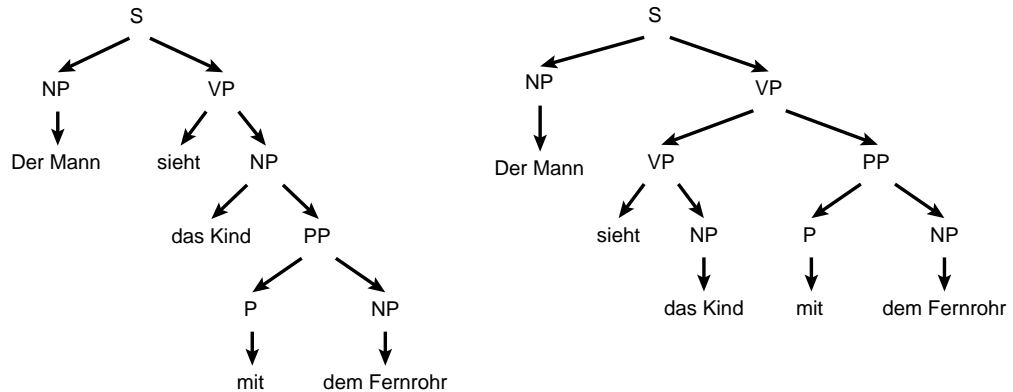 S
NP VP
Der Mann sieht NP
das Kind PP
P NP
mit dem Fernrohr
S
NP VP
Der Mann VP PP
sieht NP P NP
das Kind mit dem Fernrohr